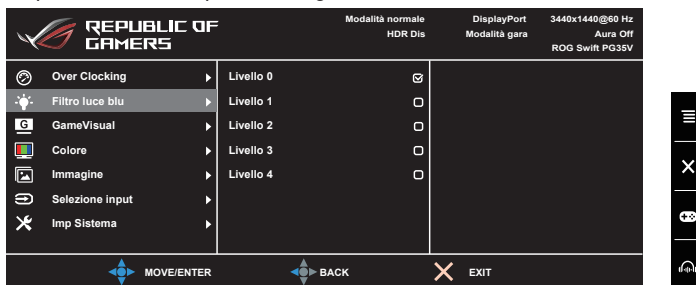 REPUBLIC OF
GAMERS
Modalità normale
HDR Dis
DisplayPort
Modalità gara
3440x1440@60 Hz
Aura Off
ROG Swift PG35V
Over Clocking
Filtro luce blu
G GameVisual
Colore
Immagine
Selezione input
Imp Sistema
Livello 0
Livello 1
Livello 2
Livello 3
Livello 4
MOVE/ENTER
BACK
EXIT